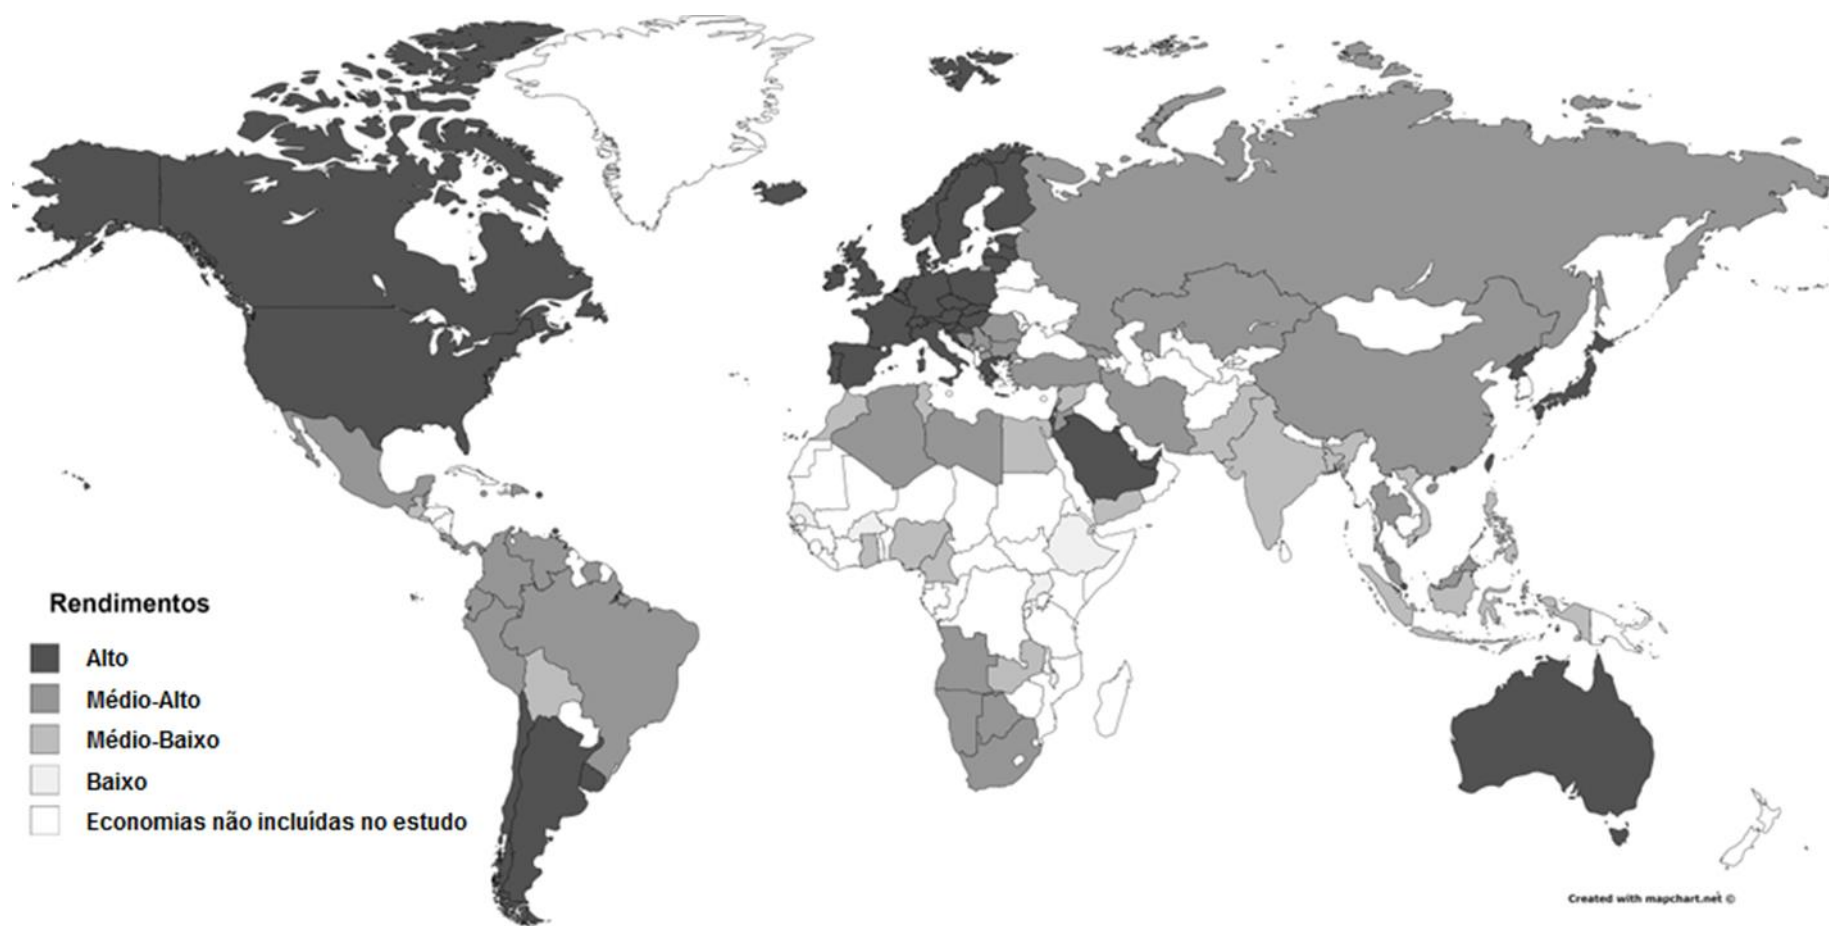 Rendimentos
Alto
Médio-Alto
Médio-Baixo
Baixo
Economias não incluídas no estudo
Created with mapchart.net ©